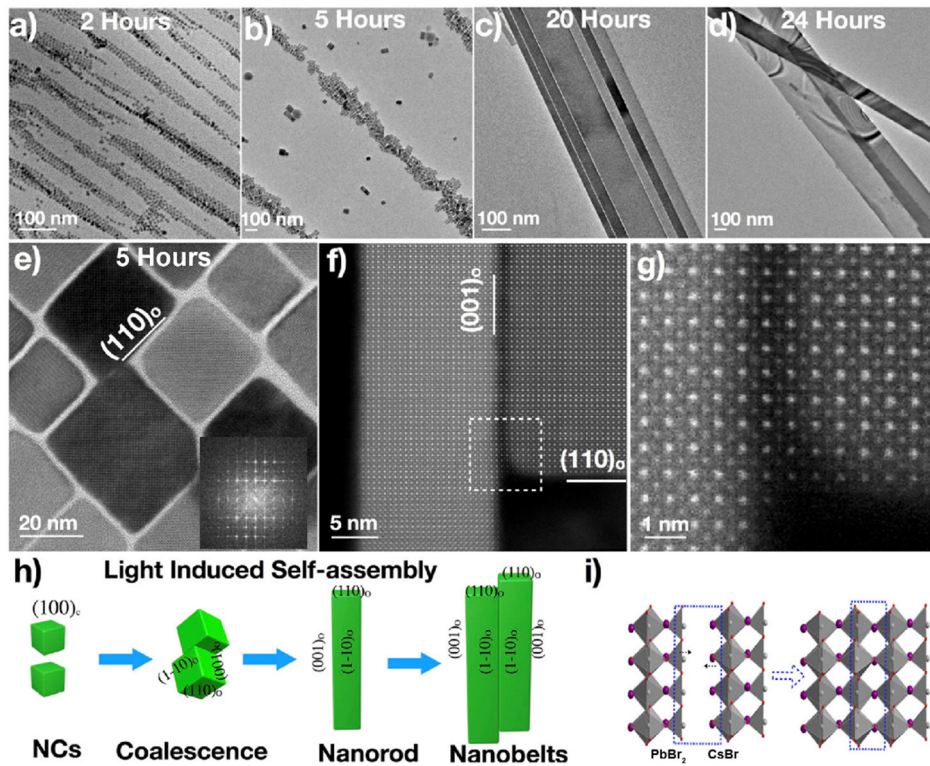 a) 2 Hours
100 nm
b) 5 Hours
100 nm
c) 20 Hours
100 nm
d) 24 Hours
100 nm
e) 5 Hours
(110)ₒ
20 nm
f)
(001)ₒ
(110)ₒ
5 nm
g)
1 nm
h) Light Induced Self-assembly
(100)c
NCs
(1-10)ₒ
(001)ₒ
(110)ₒ
Coalescence
(110)ₒ
(001)ₒ
(1-10)ₒ
Nanorod
(110)ₒ
(110)ₒ
(001)ₒ
(1-10)ₒ
(1-10)ₒ
(001)ₒ
Nanobelts
i)
PbBr₂
CsBr